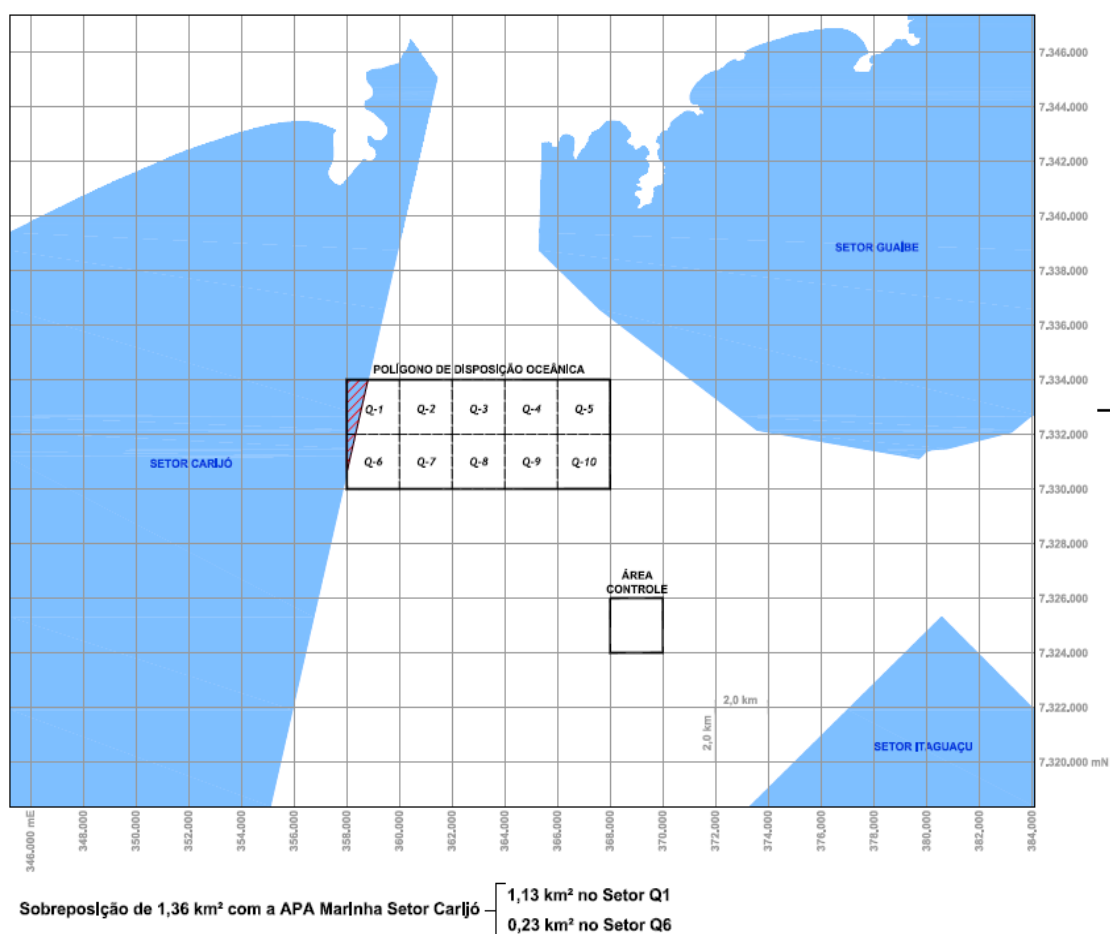 7.346.000
7.344.000
7.342.000
7.340.000
SETOR GUAÍBE
7.338.000
7.336.000
POLÍGONO DE DISPOSIÇÃO OCEÂNICA
7.334.000
Q-1 Q-2 Q-3 Q-4 Q-5
7.332.000
SETOR CARIJÓ
Q-6 Q-7 Q-8 Q-9 Q-10
7.330.000
7.328.000
ÁREA
CONTROLE
7.326.000
7.324.000
2,0 km
2,0 km
7.322.000
SETOR ITAGUAÇU
7.320.000 mN
346.000 mE
348.000
350.000
352.000
354.000
356.000
358.000
360.000
362.000
364.000
366.000
368.000
370.000
372.000
374.000
376.000
378.000
380.000
382.000
384.000
Sobreposição de 1,36 km² com a APA Marinha Setor Carijó
1,13 km² no Setor Q1
0,23 km² no Setor Q6